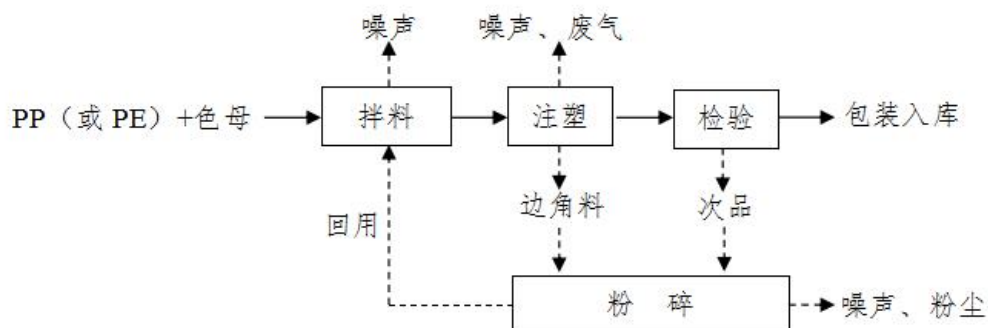 噪声
噪声、废气
PP（或 PE）+色母
拌料
注塑
检验
包装入库
回用
边角料
次品
粉 碎
噪声、粉尘